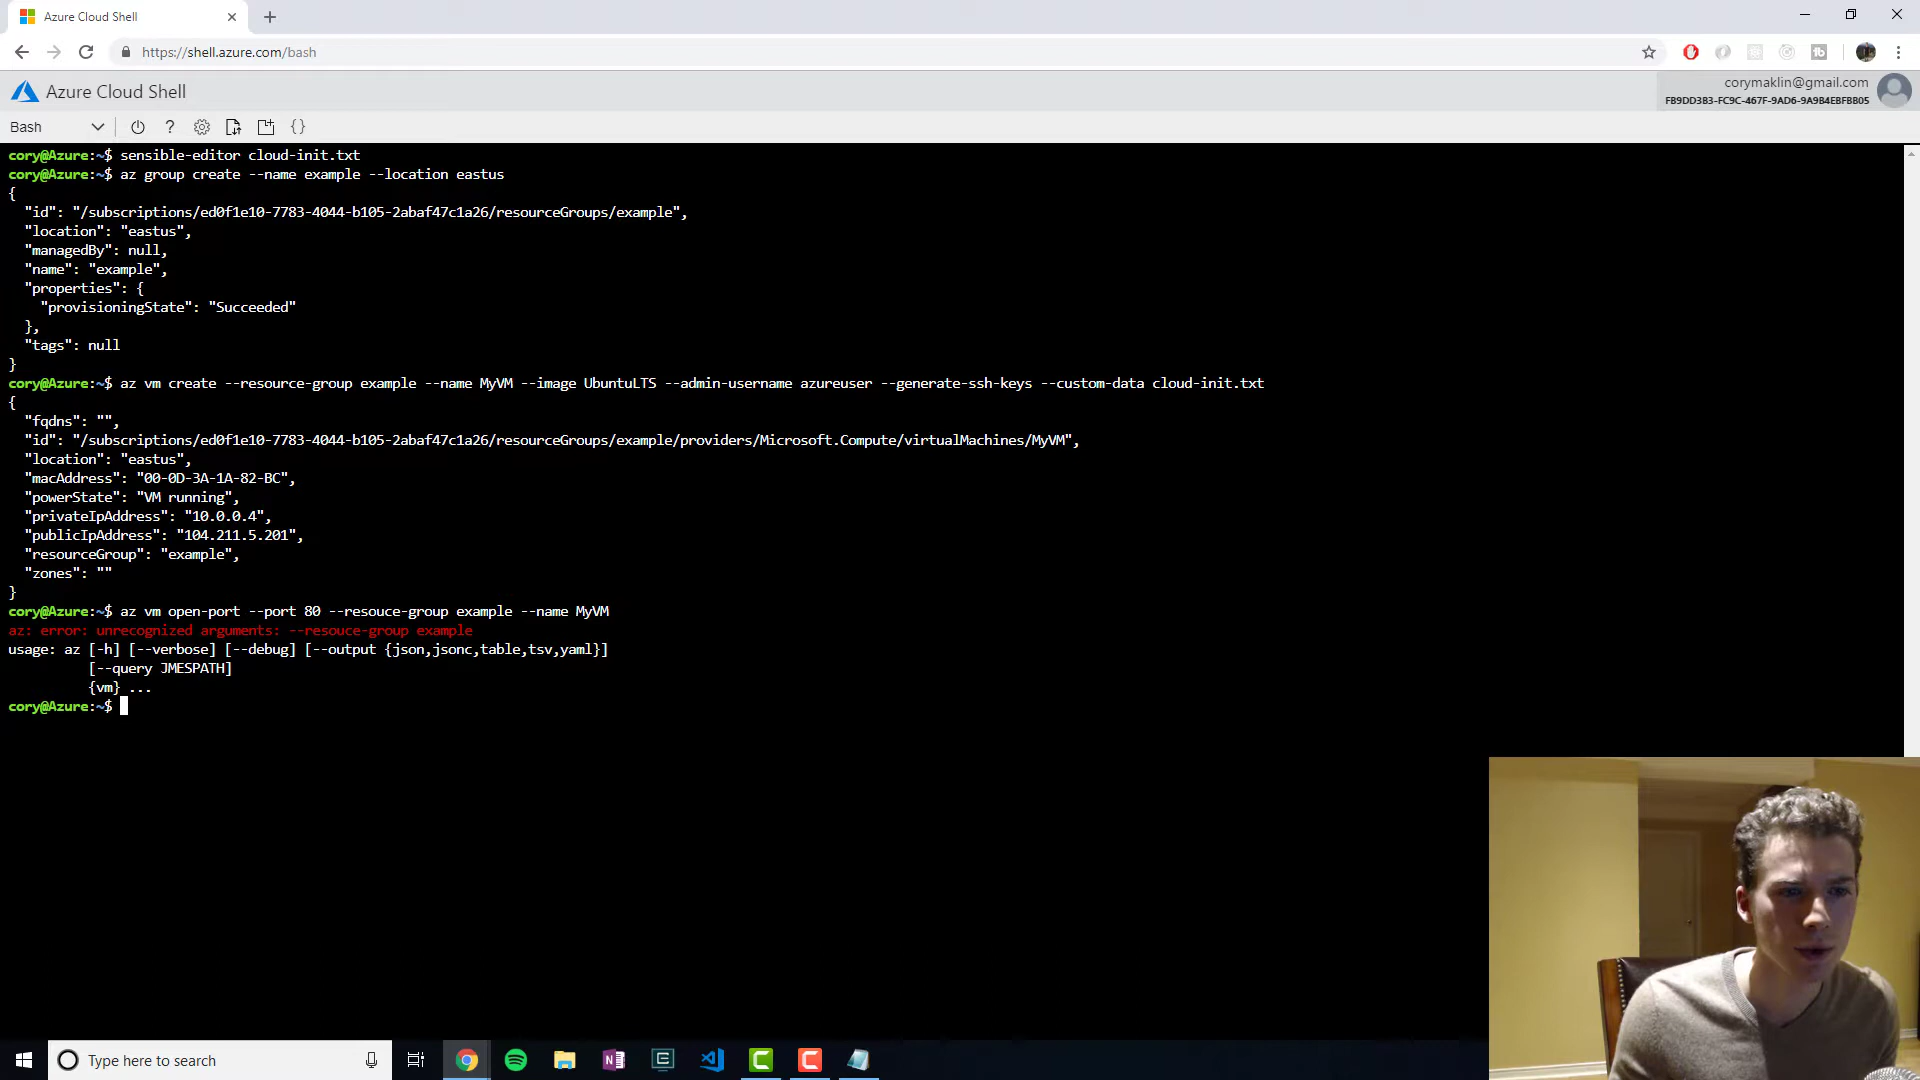 Azure Cloud Shell
https://shell.azure.com/bash
Azure Cloud Shell
corymaklin@gmail.com
FB9DD3B3-FC9C-467F-9AD6-9A9B4EBFBB05
Bash
?
{}
cory@Azure:~$ sensible-editor cloud-init.txt
cory@Azure:~$ az group create --name example --location eastus
{
"id": "/subscriptions/ed0f1e10-7783-4044-b105-2abaf47c1a26/resourceGroups/example",
"location": "eastus",
"managedBy": null,
"name": "example",
"properties": {
"provisioningState": "Succeeded"
},
"tags": null
}
cory@Azure:~$ az vm create --resource-group example --name MyVM --image UbuntuLTS --admin-username azureuser --generate-ssh-keys --custom-data cloud-init.txt
{
"fqdns": "",
"id": "/subscriptions/ed0f1e10-7783-4044-b105-2abaf47c1a26/resourceGroups/example/providers/Microsoft.Compute/virtualMachines/MyVM",
"location": "eastus",
"macAddress": "00-0D-3A-1A-82-BC",
"powerState": "VM running",
"privateIpAddress": "10.0.0.4",
"publicIpAddress": "104.211.5.201",
"resourceGroup": "example",
"zones": ""
}
cory@Azure:~$ az vm open-port --port 80 --resouce-group example --name MyVM
az: error: unrecognized arguments: --resouce-group example
usage: az [-h] [--verbose] [--debug] [--output {json,jsonc,table,tsv,yaml}]
[--query JMESPATH]
{vm} ...
cory@Azure:~$
Type here to search